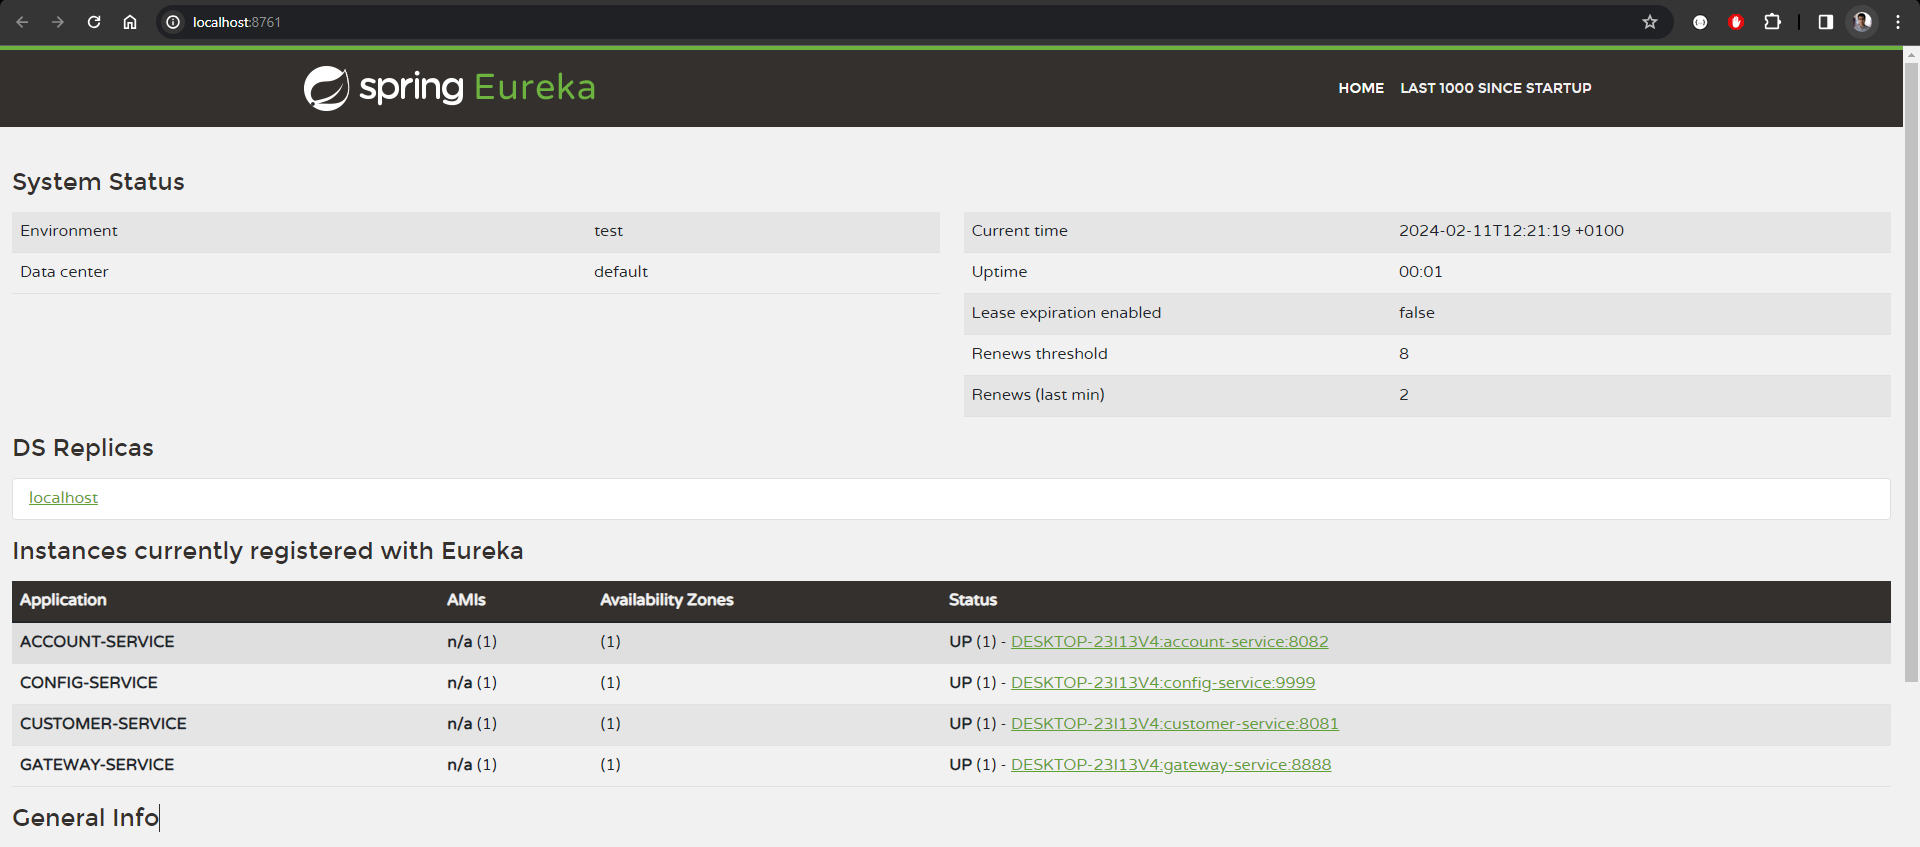 localhost:8761
spring Eureka
HOME LAST 1000 SINCE STARTUP
System Status
Environment test
Data center default
Current time 2024-02-11T12:21:19 +0100
Uptime 00:01
Lease expiration enabled false
Renews threshold 8
Renews (last min) 2
DS Replicas
localhost
Instances currently registered with Eureka
Application AMIs Availability Zones Status
ACCOUNT-SERVICE n/a (1) (1) UP (1) - DESKTOP-23I13V4:account-service:8082
CONFIG-SERVICE n/a (1) (1) UP (1) - DESKTOP-23I13V4:config-service:9999
CUSTOMER-SERVICE n/a (1) (1) UP (1) - DESKTOP-23I13V4:customer-service:8081
GATEWAY-SERVICE n/a (1) (1) UP (1) - DESKTOP-23I13V4:gateway-service:8888
General Info